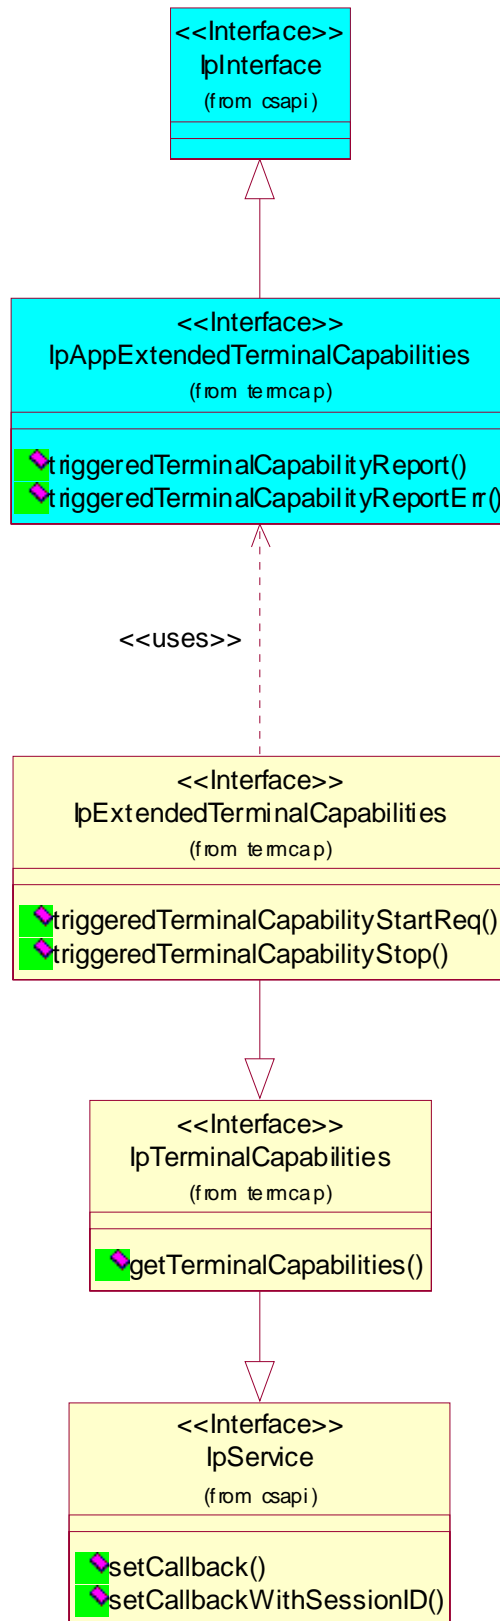 <<Interface>>
IpInterface
(from csapi)
<<Interface>>
IpAppExtendedTerminalCapabilities
(from termcap)
triggeredTerminalCapabilityReport()
triggeredTerminalCapabilityReportErr()
<<uses>>
<<Interface>>
IpExtendedTerminalCapabilities
(from termcap)
triggeredTerminalCapabilityStartReq()
triggeredTerminalCapabilityStop()
<<Interface>>
IpTerminalCapabilities
(from termcap)
getTerminalCapabilities()
<<Interface>>
IpService
(from csapi)
setCallback()
setCallbackWithSessionID()